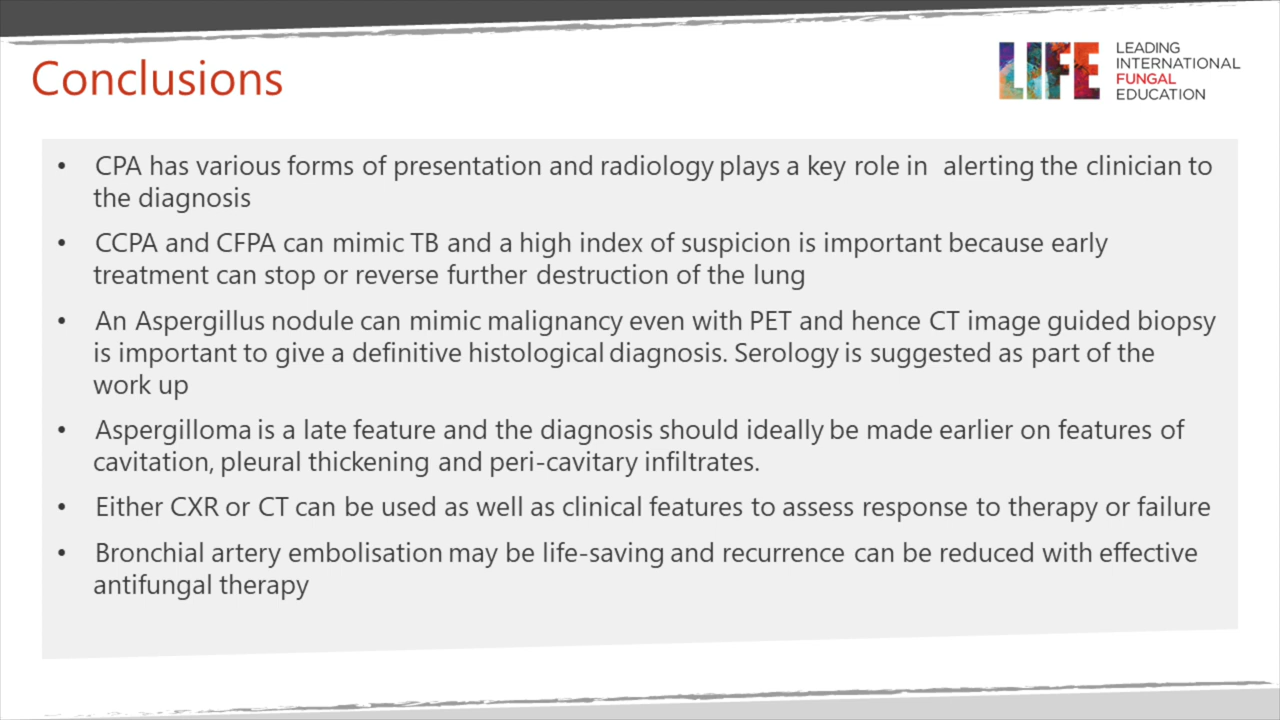 Conclusions
LIFE
LEADING
INTERNATIONAL
FUNGAL
EDUCATION
• CPA has various forms of presentation and radiology plays a key role in  alerting the clinician to
the diagnosis
• CCPA and CFPA can mimic TB and a high index of suspicion is important because early
treatment can stop or reverse further destruction of the lung
• An Aspergillus nodule can mimic malignancy even with PET and hence CT image guided biopsy
is important to give a definitive histological diagnosis. Serology is suggested as part of the
work up
• Aspergilloma is a late feature and the diagnosis should ideally be made earlier on features of
cavitation, pleural thickening and peri-cavitary infiltrates.
• Either CXR or CT can be used as well as clinical features to assess response to therapy or failure
• Bronchial artery embolisation may be life-saving and recurrence can be reduced with effective
antifungal therapy